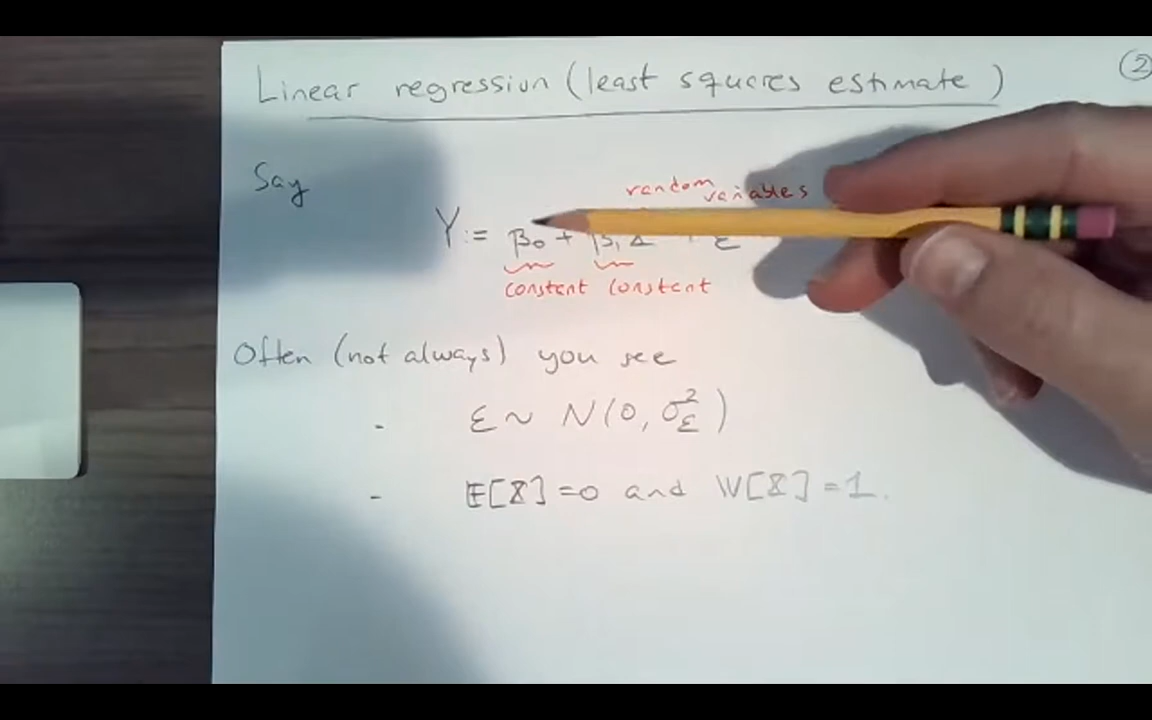 Linear regression (least squares estimate)
②
Say
random variables
Y := β₀ + β₁ + ε
constant constant
Often (not always) you see
- ε ~ N(0, σ²_ε)
- E[X]=0 and V[X]=1.